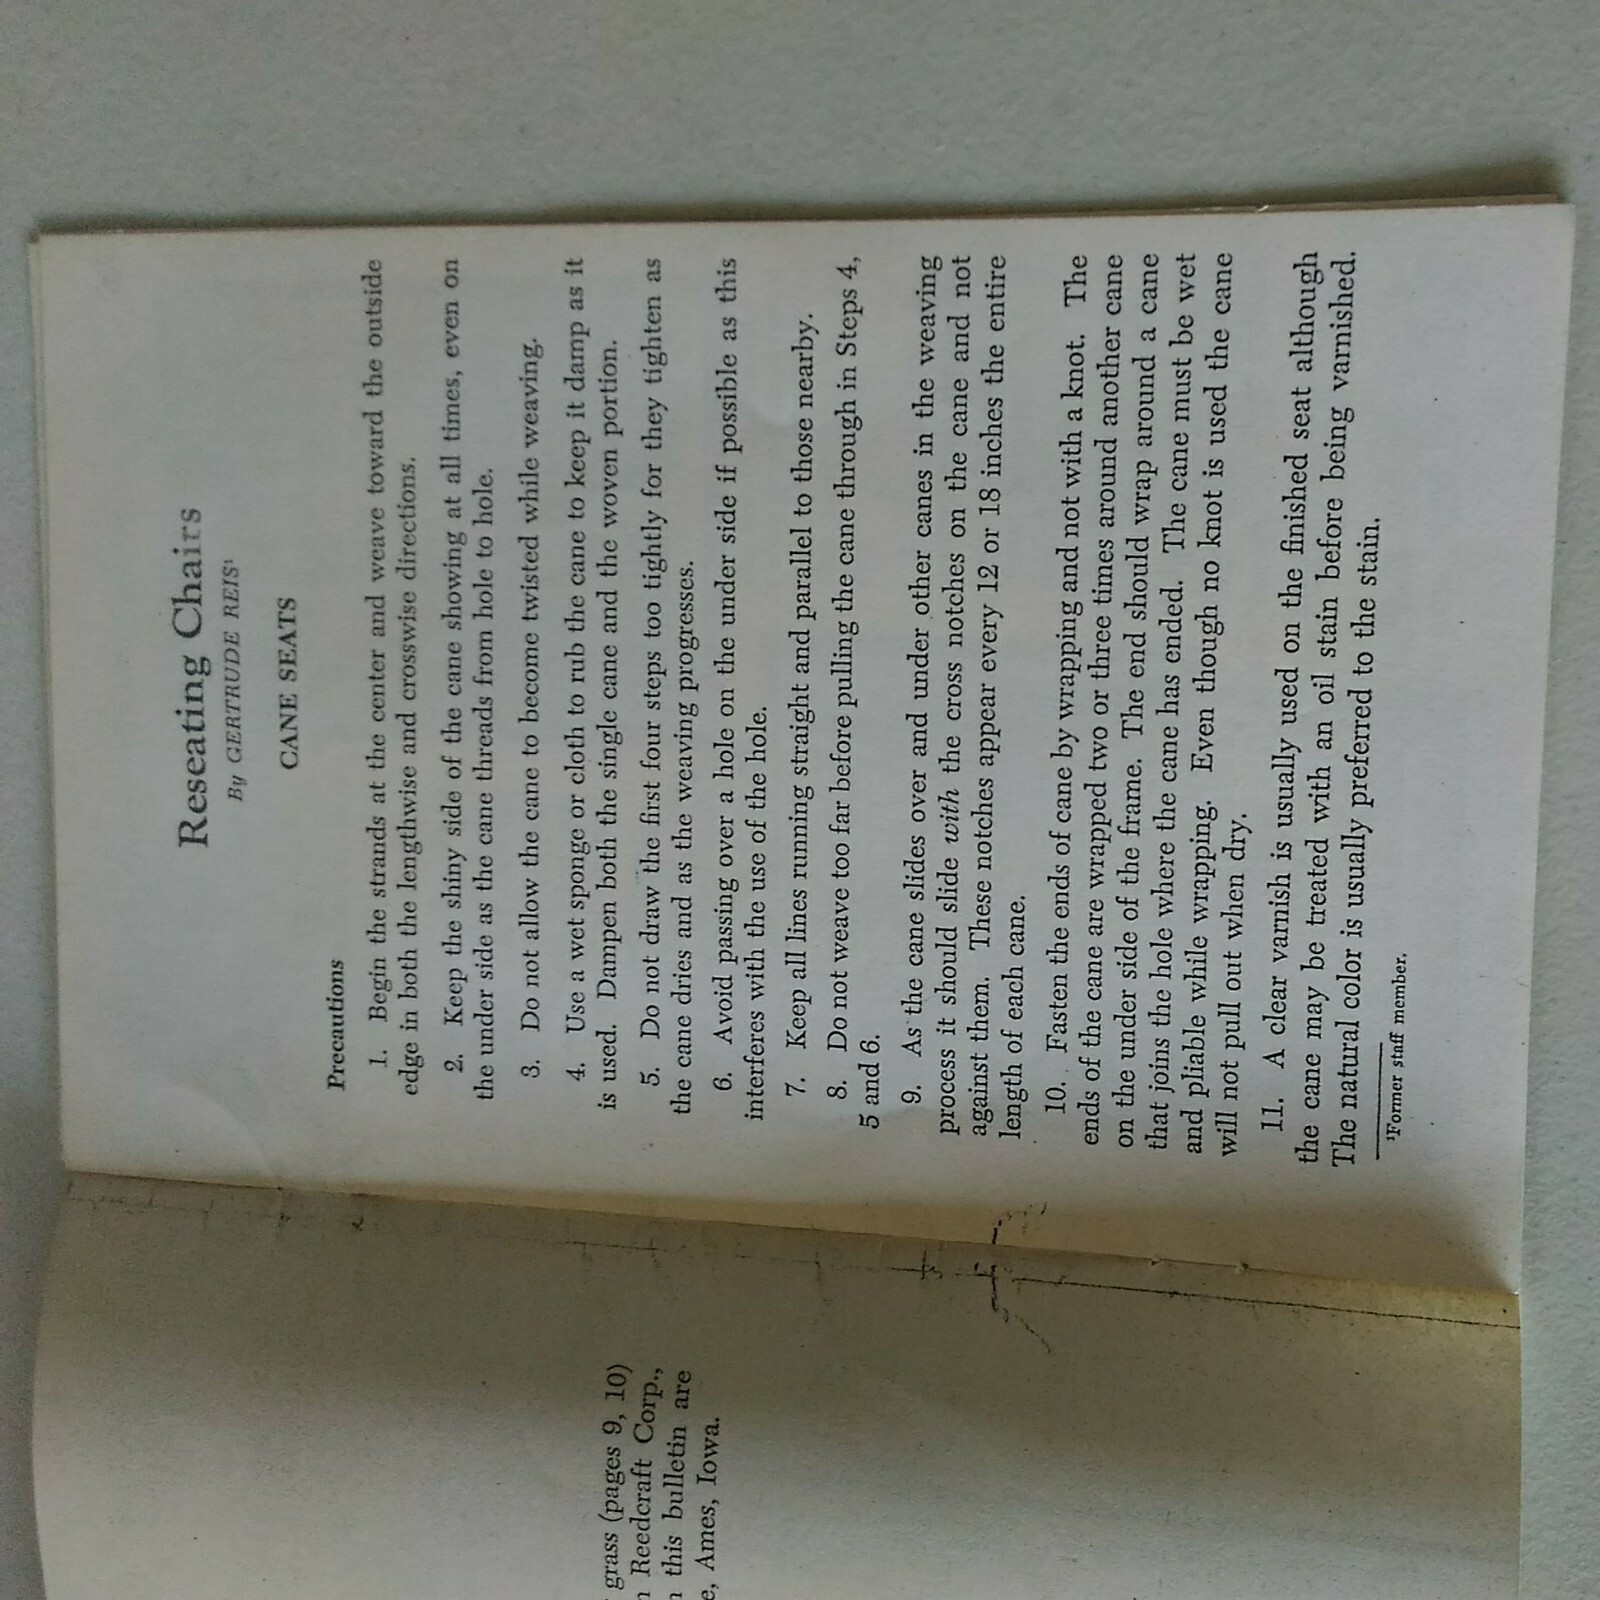 grass (pages 9, 10)
Reedcraft Corp.,
this bulletin are
Ames, Iowa.
Reseating Chairs
By GERTRUDE REIS¹
CANE SEATS
Precautions
1. Begin the strands at the center and weave toward the outside
edge in both the lengthwise and crosswise directions.
2. Keep the shiny side of the cane showing at all times, even on
the under side as the cane threads from hole to hole.
3. Do not allow the cane to become twisted while weaving.
4. Use a wet sponge or cloth to rub the cane to keep it damp as it
is used. Dampen both the single cane and the woven portion.
5. Do not draw the first four steps too tightly for they tighten as
the cane dries and as the weaving progresses.
6. Avoid passing over a hole on the under side if possible as this
interferes with the use of the hole.
7. Keep all lines running straight and parallel to those nearby.
8. Do not weave too far before pulling the cane through in Steps 4,
5 and 6.
9. As the cane slides over and under other canes in the weaving
process it should slide with the cross notches on the cane and not
against them. These notches appear every 12 or 18 inches the entire
length of each cane.
10. Fasten the ends of cane by wrapping and not with a knot. The
ends of the cane are wrapped two or three times around another cane
on the under side of the frame. The end should wrap around a cane
that joins the hole where the cane has ended. The cane must be wet
and pliable while wrapping. Even though no knot is used the cane
will not pull out when dry.
11. A clear varnish is usually used on the finished seat although
the cane may be treated with an oil stain before being varnished.
The natural color is usually preferred to the stain.
¹Former staff member.